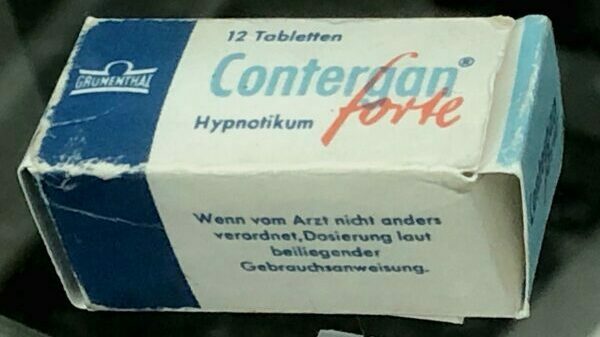 12 Tabletten
GRÜNENTHAL
Contergan®
forte
Hypnotikum
Wenn vom Arzt nicht anders
verordnet, Dosierung laut
beiliegender
Gebrauchsanweisung.